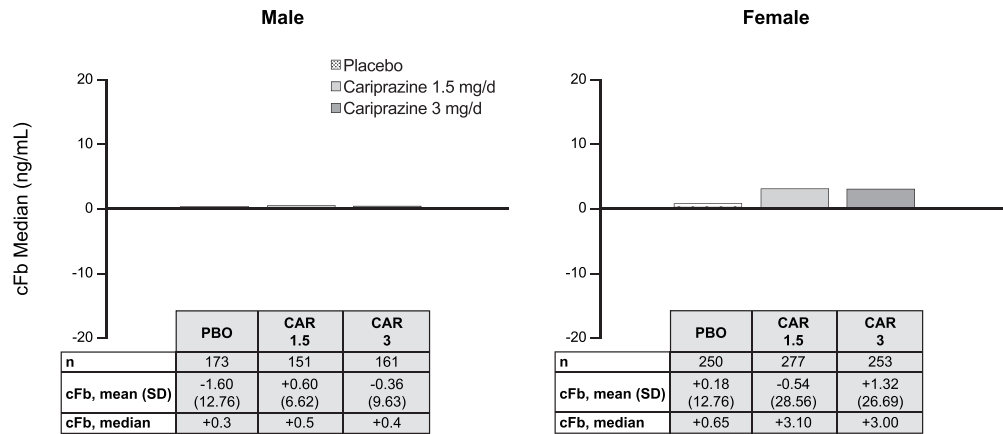 Male
Female
Placebo
Cariprazine 1.5 mg/d
Cariprazine 3 mg/d
cFb Median (ng/mL)
20
10
0
-10
-20
20
10
0
-10
-20
PBO CAR 1.5 CAR 3
n 173 151 161
cFb, mean (SD) -1.60 (12.76) +0.60 (6.62) -0.36 (9.63)
cFb, median +0.3 +0.5 +0.4
PBO CAR 1.5 CAR 3
n 250 277 253
cFb, mean (SD) +0.18 (12.76) -0.54 (28.56) +1.32 (26.69)
cFb, median +0.65 +3.10 +3.00